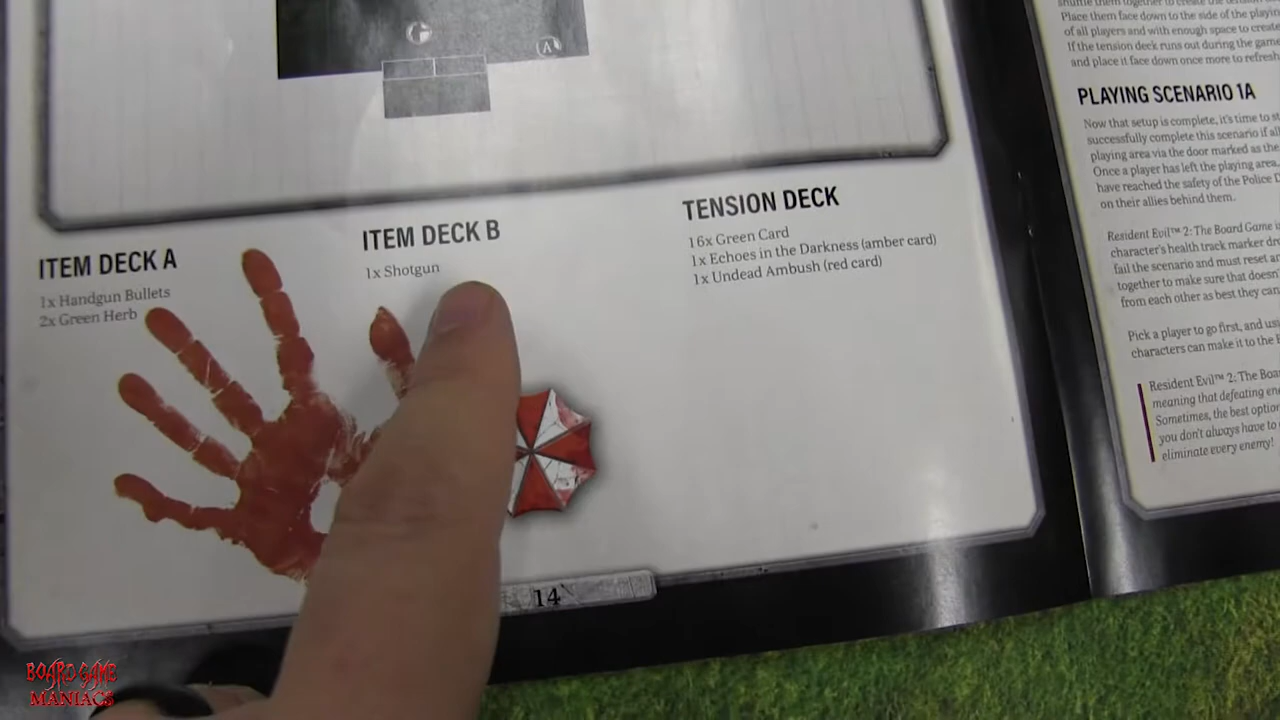 G
A
ITEM DECK A
1x Handgun Bullets
2x Green Herb
ITEM DECK B
1x Shotgun
TENSION DECK
16x Green Card
1x Echoes in the Darkness (amber card)
1x Undead Ambush (red card)
14
Place them face down to the side of the playin
of all players and with enough space to create
If the tension deck runs out during the game
and place it face down once more to refresh
PLAYING SCENARIO 1A
Now that setup is complete, it's time to st
successfully complete this scenario if all
playing area via the door marked as the
Once a player has left the playing area,
have reached the safety of the Police D
on their allies behind them.
Resident Evil™ 2: The Board Game i
character's health track marker dr
fail the scenario and must reset a
together to make sure that doesn'
from each other as best they can
Pick a player to go first, and us
characters can make it to the
Resident Evil™ 2: The Boa
meaning that defeating en
Sometimes, the best option
you don't always have to
eliminate every enemy!
BOARD GAME
MANIACS